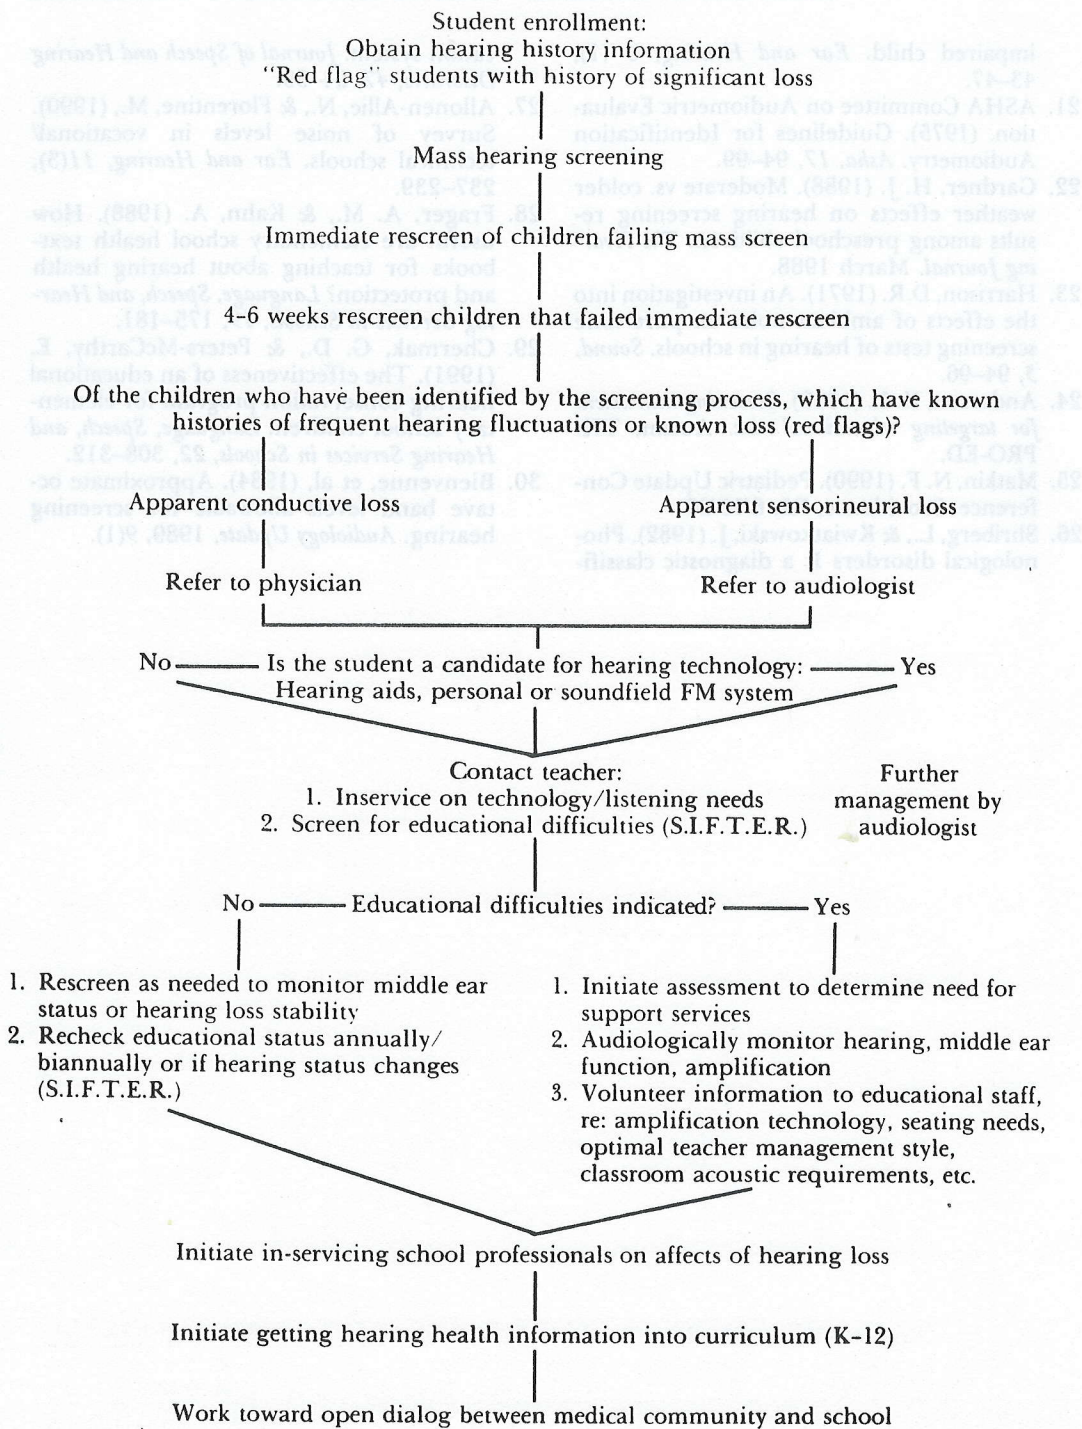 Student enrollment:
Obtain hearing history information
"Red flag" students with history of significant loss
Mass hearing screening
Immediate rescreen of children failing mass screen
4-6 weeks rescreen children that failed immediate rescreen
Of the children who have been identified by the screening process, which have known
histories of frequent hearing fluctuations or known loss (red flags)?
Apparent conductive loss
Apparent sensorineural loss
Refer to physician
Refer to audiologist
No
Is the student a candidate for hearing technology:
Yes
Hearing aids, personal or soundfield FM system
Contact teacher:
1. Inservice on technology/listening needs
2. Screen for educational difficulties (S.I.F.T.E.R.)
Further
management by
audiologist
No
Educational difficulties indicated?
Yes
1. Rescreen as needed to monitor middle ear
status or hearing loss stability
2. Recheck educational status annually/
biannually or if hearing status changes
(S.I.F.T.E.R.)
1. Initiate assessment to determine need for
support services
2. Audiologically monitor hearing, middle ear
function, amplification
3. Volunteer information to educational staff,
re: amplification technology, seating needs,
optimal teacher management style,
classroom acoustic requirements, etc.
Initiate in-servicing school professionals on affects of hearing loss
Initiate getting hearing health information into curriculum (K-12)
Work toward open dialog between medical community and school